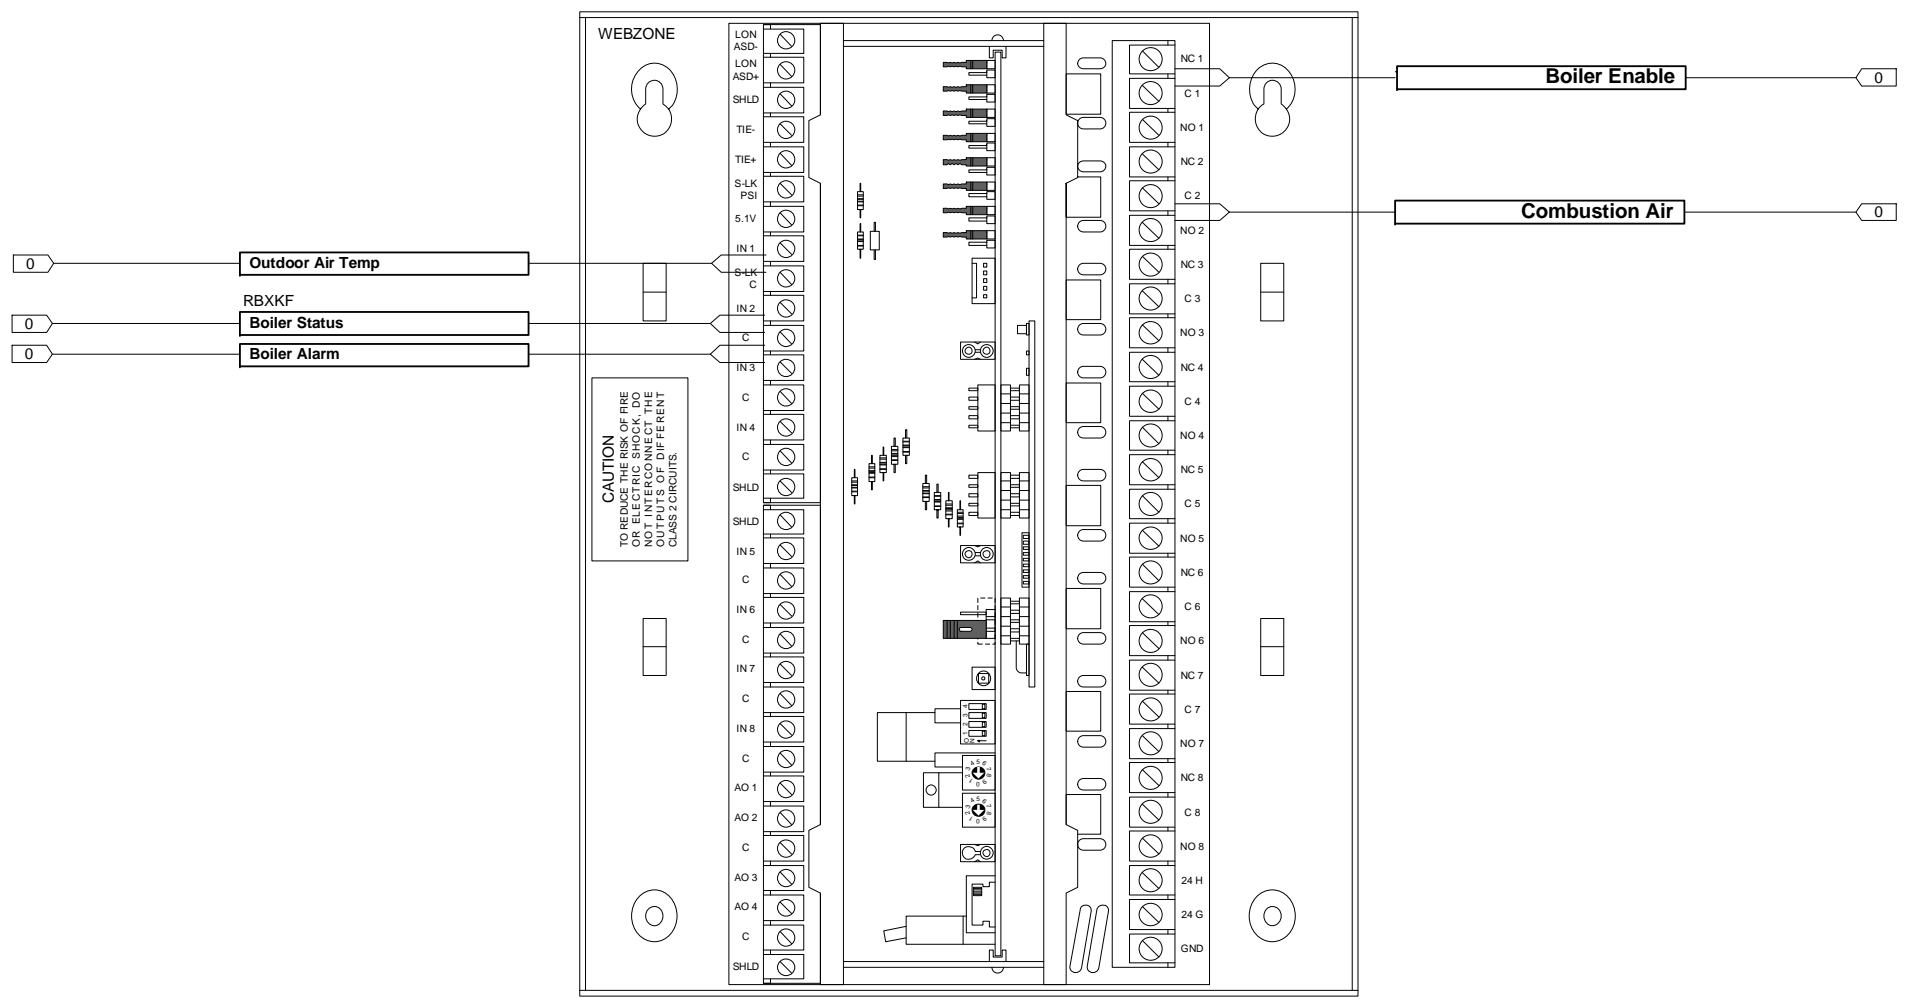 WEBZONE
LON
ASD-
LON
ASD+
SHLD
TIE-
TIE+
S-LK
PSI
5.1V
IN 1
S-LK
C
IN 2
C
IN 3
C
IN 4
C
SHLD
SHLD
IN 5
C
IN 6
C
IN 7
C
IN 8
C
AO 1
AO 2
C
AO 3
AO 4
C
SHLD
0
Outdoor Air Temp
RBXKF
0
Boiler Status
0
Boiler Alarm
CAUTION
TO REDUCE THE RISK OF FIRE
OR ELECTRIC SHOCK, DO
NOT INTERCONNECT THE
OUTPUTS OF DIFFERENT
CLASS 2 CIRCUITS.
4
3
2
1
ON
NC 1
C 1
NO 1
NC 2
C 2
NO 2
NC 3
C 3
NO 3
NC 4
C 4
NO 4
NC 5
C 5
NO 5
NC 6
C 6
NO 6
NC 7
C 7
NO 7
NC 8
C 8
NO 8
24 H
24 G
GND
Boiler Enable
0
Combustion Air
0